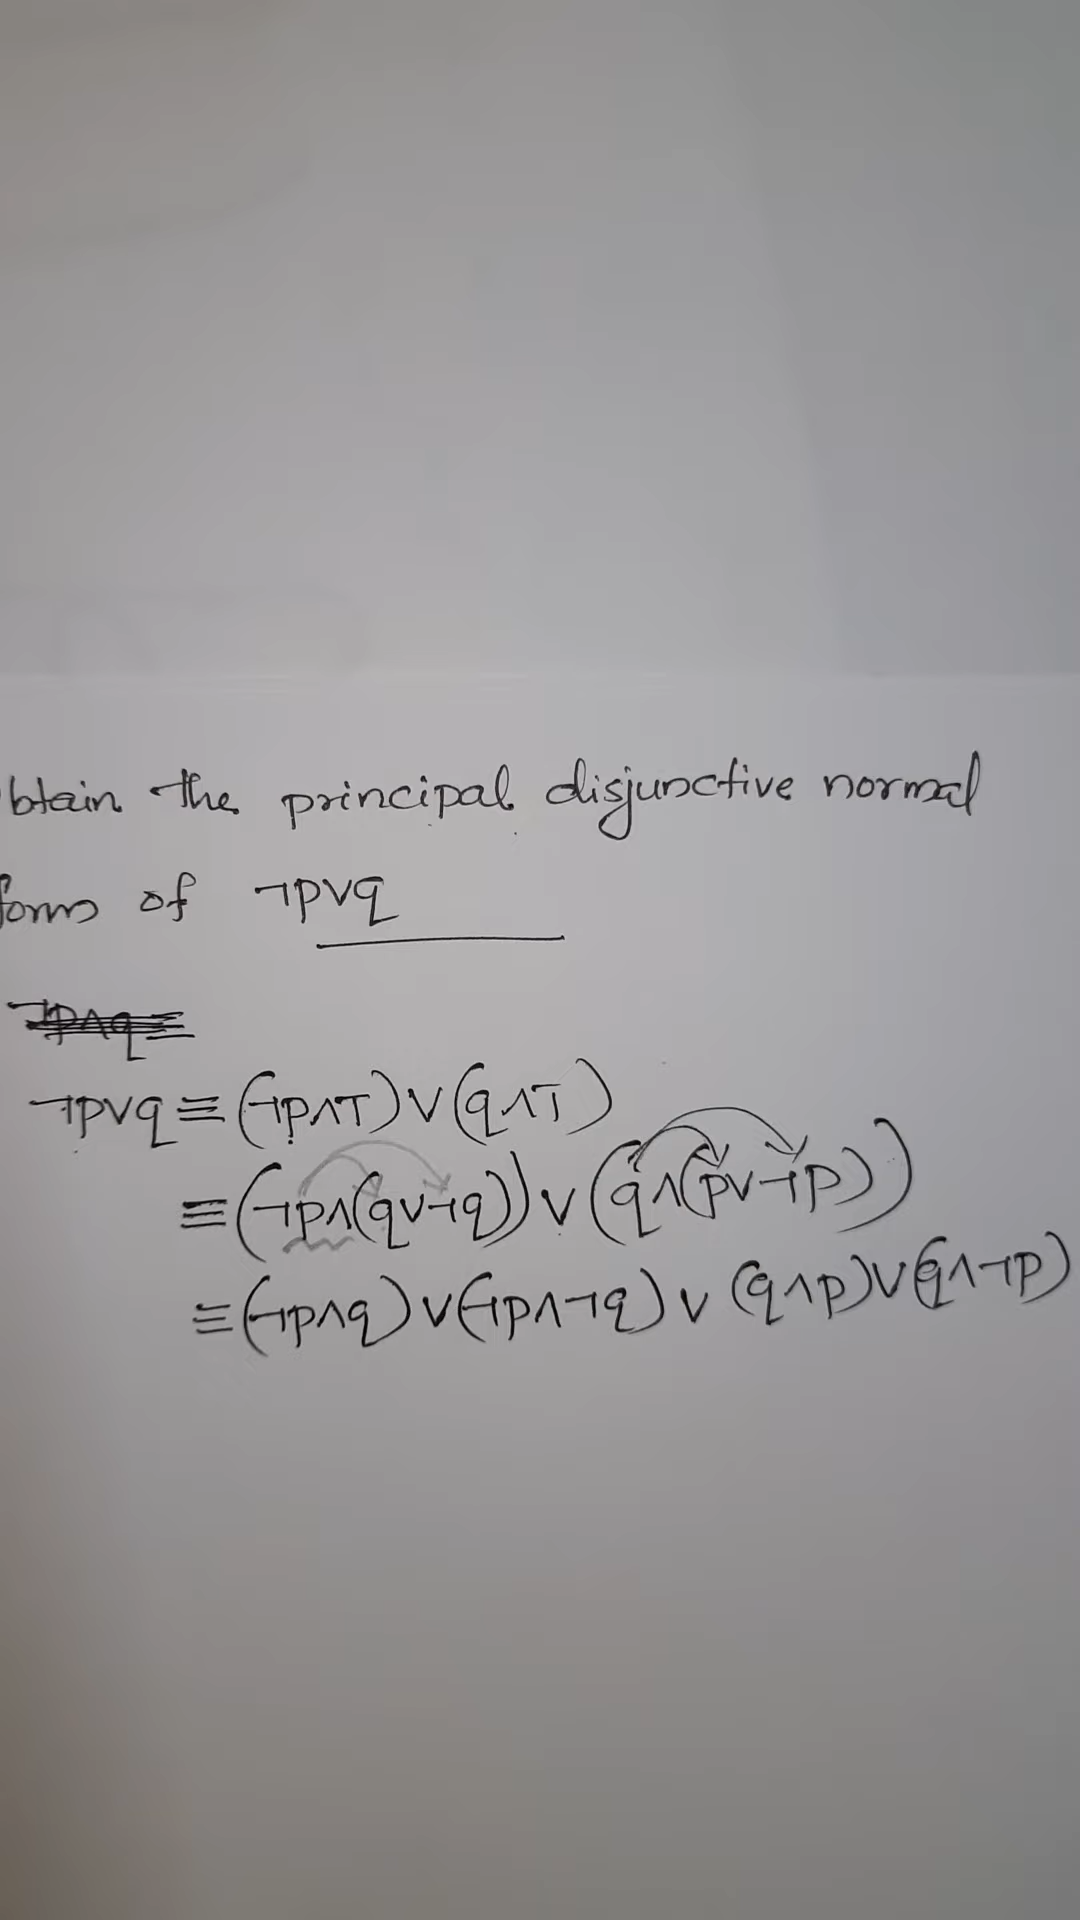 btain the principal disjunctive normal
form of ¬p∨q
¬p∧q≡
¬p∨q≡(¬p∧T)∨(q∧T)
≡(¬p∧(q∨¬q))∨(q∧(p∨¬p))
≡(¬p∧q)∨(¬p∧¬q)∨(q∧p)∨(q∧¬p)